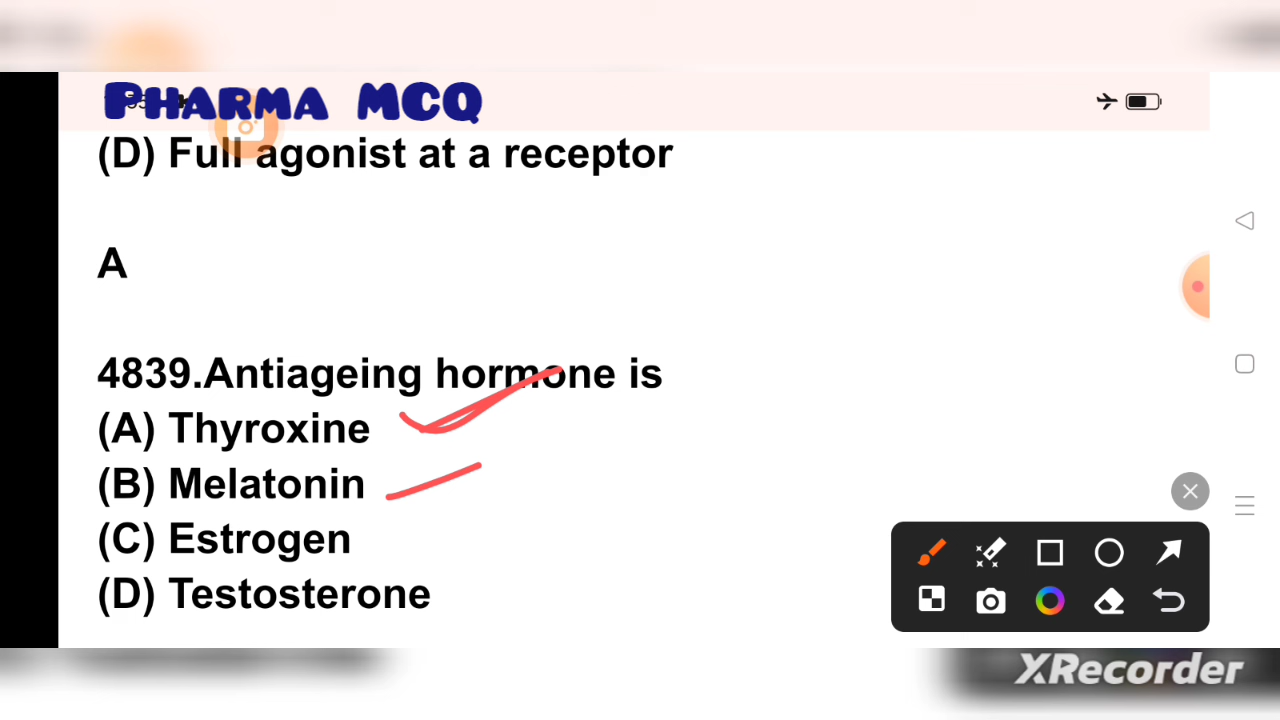 PHARMA MCQ
(D) Full agonist at a receptor
A
4839.Antiageing hormone is
(A) Thyroxine
(B) Melatonin
(C) Estrogen
(D) Testosterone
XRecorder